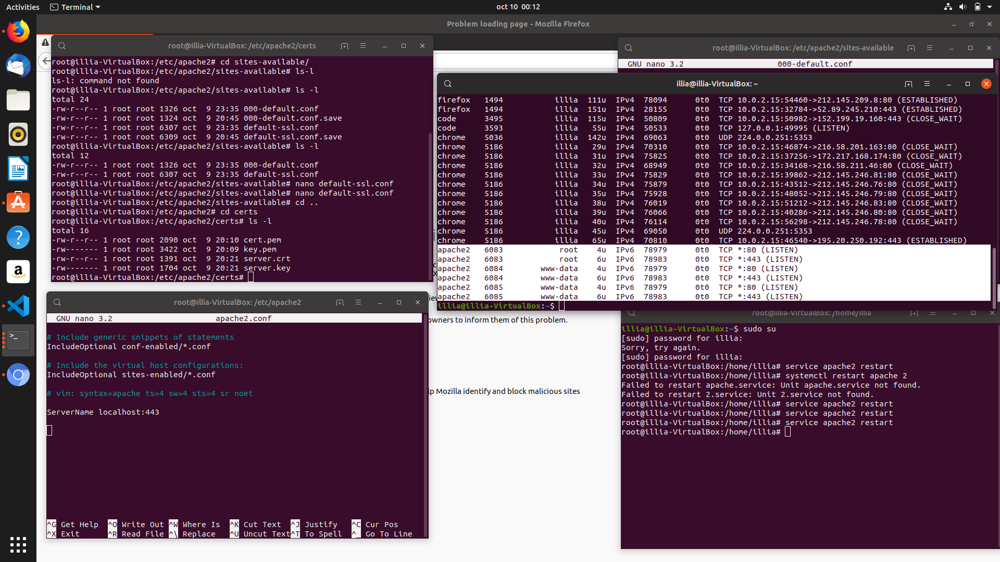 Activities
Terminal
oct 10 00:12
Problem loading page - Mozilla Firefox
root@illia-VirtualBox: /etc/apache2/certs
root@illia-VirtualBox:/etc/apache2# cd sites-available/
root@illia-VirtualBox:/etc/apache2/sites-available# ls-l
ls-l: command not found
root@illia-VirtualBox:/etc/apache2/sites-available# ls -l
total 24
-rw-r--r-- 1 root root 1326 oct  9 23:35 000-default.conf
-rw-r--r-- 1 root root 1324 oct  9 20:45 000-default.conf.save
-rw-r--r-- 1 root root 6307 oct  9 23:35 default-ssl.conf
-rw-r--r-- 1 root root 6309 oct  9 20:45 default-ssl.conf.save
root@illia-VirtualBox:/etc/apache2/sites-available# ls -l
total 12
-rw-r--r-- 1 root root 1326 oct  9 23:35 000-default.conf
-rw-r--r-- 1 root root 6307 oct  9 23:35 default-ssl.conf
root@illia-VirtualBox:/etc/apache2/sites-available# nano default-ssl.conf
root@illia-VirtualBox:/etc/apache2/sites-available# nano default-ssl.conf
root@illia-VirtualBox:/etc/apache2/sites-available# cd ..
root@illia-VirtualBox:/etc/apache2# cd certs
root@illia-VirtualBox:/etc/apache2/certs# ls -l
total 16
-rw-r--r-- 1 root root 2090 oct  9 20:10 cert.pem
-rw------- 1 root root 3422 oct  9 20:09 key.pem
-rw-r--r-- 1 root root 1391 oct  9 20:21 server.crt
-rw------- 1 root root 1704 oct  9 20:21 server.key
root@illia-VirtualBox:/etc/apache2/certs#
root@illia-VirtualBox: /etc/apache2/sites-available
GNU nano 3.2 000-default.conf
illia@illia-VirtualBox: ~
firefox 1494 illia 111u IPv4 78094 0t0 TCP 10.0.2.15:54460->212.145.209.8:80 (ESTABLISHED)
firefox 1494 illia 151u IPv4 28155 0t0 TCP 10.0.2.15:32784->52.89.245.210:443 (ESTABLISHED)
code 3495 illia 115u IPv4 50809 0t0 TCP 10.0.2.15:50982->152.199.19.160:443 (CLOSE_WAIT)
code 3593 illia 55u IPv4 50533 0t0 TCP 127.0.0.1:49995 (LISTEN)
chrome 5036 illia 142u IPv4 69063 0t0 UDP 224.0.0.251:5353
chrome 5186 illia 29u IPv4 70310 0t0 TCP 10.0.2.15:46874->216.58.201.163:80 (CLOSE_WAIT)
chrome 5186 illia 31u IPv4 75825 0t0 TCP 10.0.2.15:37256->172.217.168.174:80 (CLOSE_WAIT)
chrome 5186 illia 32u IPv4 68949 0t0 TCP 10.0.2.15:34168->216.58.211.46:80 (CLOSE_WAIT)
chrome 5186 illia 33u IPv4 75829 0t0 TCP 10.0.2.15:39862->212.145.246.81:80 (CLOSE_WAIT)
chrome 5186 illia 34u IPv4 75879 0t0 TCP 10.0.2.15:43512->212.145.246.76:80 (CLOSE_WAIT)
chrome 5186 illia 35u IPv4 75928 0t0 TCP 10.0.2.15:48052->212.145.246.79:80 (CLOSE_WAIT)
chrome 5186 illia 38u IPv4 76019 0t0 TCP 10.0.2.15:51212->212.145.246.83:80 (CLOSE_WAIT)
chrome 5186 illia 39u IPv4 76066 0t0 TCP 10.0.2.15:40286->212.145.246.80:80 (CLOSE_WAIT)
chrome 5186 illia 40u IPv4 76114 0t0 TCP 10.0.2.15:56298->212.145.246.78:80 (CLOSE_WAIT)
chrome 5186 illia 45u IPv4 69050 0t0 UDP 224.0.0.251:5353
chrome 5186 illia 65u IPv4 70810 0t0 TCP 10.0.2.15:46540->195.20.250.192:443 (ESTABLISHED)
apache2 6083 root 4u IPv6 78979 0t0 TCP *:80 (LISTEN)
apache2 6083 root 6u IPv6 78983 0t0 TCP *:443 (LISTEN)
apache2 6084 www-data 4u IPv6 78979 0t0 TCP *:80 (LISTEN)
apache2 6084 www-data 6u IPv6 78983 0t0 TCP *:443 (LISTEN)
apache2 6085 www-data 4u IPv6 78979 0t0 TCP *:80 (LISTEN)
apache2 6085 www-data 6u IPv6 78983 0t0 TCP *:443 (LISTEN)
illia@illia-VirtualBox:~$
owners to inform them of this problem.
lp Mozilla identify and block malicious sites
root@illia-VirtualBox: /etc/apache2
GNU nano 3.2 apache2.conf
# Include generic snippets of statements
IncludeOptional conf-enabled/*.conf
# Include the virtual host configurations:
IncludeOptional sites-enabled/*.conf
# vim: syntax=apache ts=4 sw=4 sts=4 sr noet
ServerName localhost:443
^G Get Help ^O Write Out ^W Where Is ^K Cut Text ^J Justify ^C Cur Pos
^X Exit ^R Read File ^\ Replace ^U Uncut Text ^T To Spell ^_ Go To Line
root@illia-VirtualBox: /home/illia
illia@illia-VirtualBox:~$ sudo su
[sudo] password for illia:
Sorry, try again.
[sudo] password for illia:
root@illia-VirtualBox:/home/illia# service apache2 restart
root@illia-VirtualBox:/home/illia# systemctl restart apache 2
Failed to restart apache.service: Unit apache.service not found.
Failed to restart 2.service: Unit 2.service not found.
root@illia-VirtualBox:/home/illia# service apache2 restart
root@illia-VirtualBox:/home/illia# service apache2 restart
root@illia-VirtualBox:/home/illia# service apache2 restart
root@illia-VirtualBox:/home/illia#